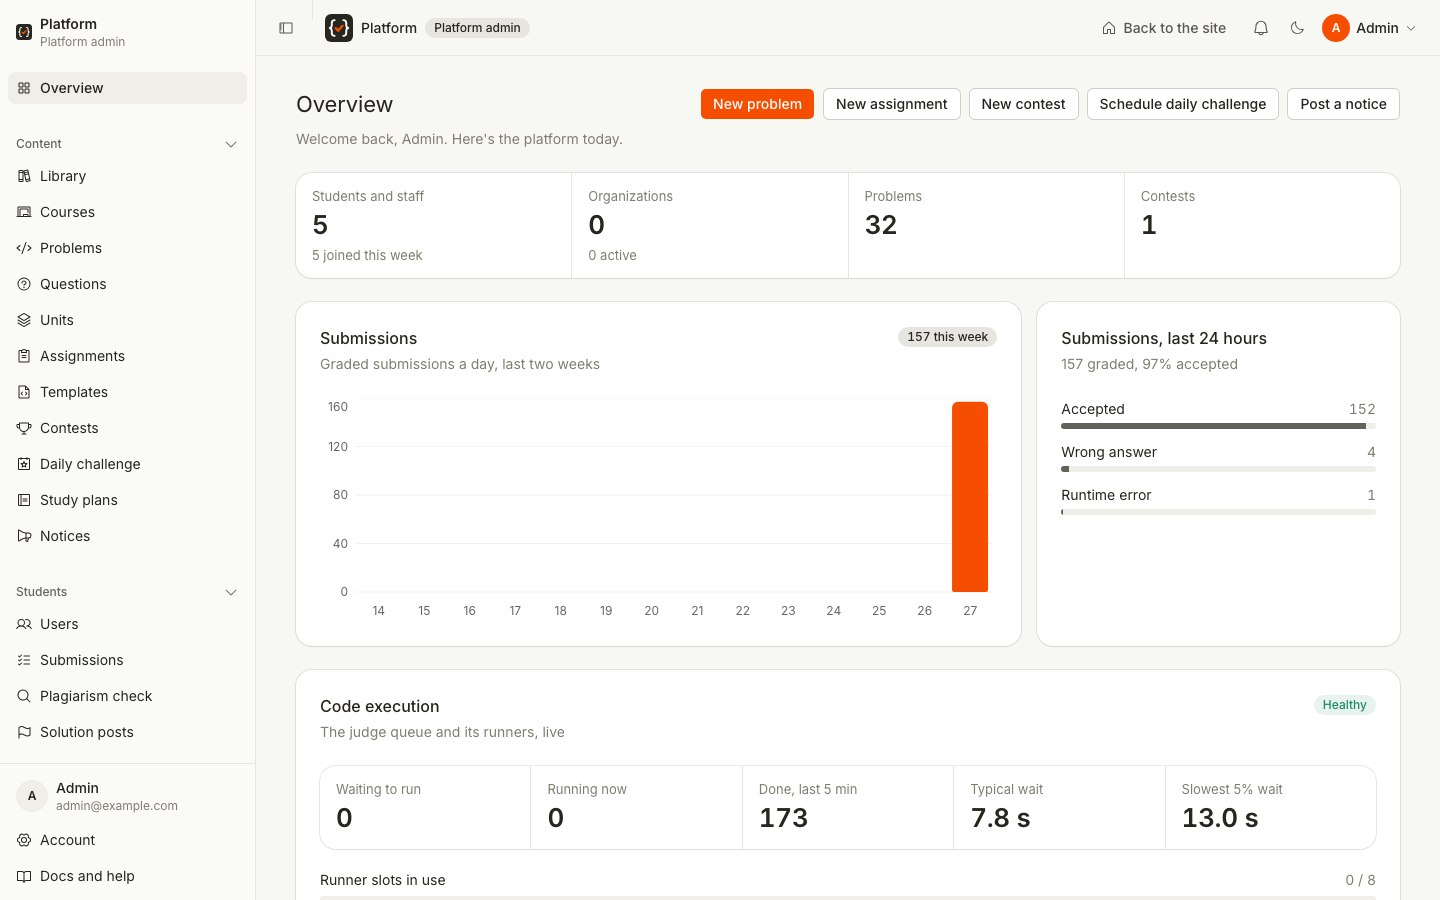 Platform
Platform admin
Overview
Content
Library
Courses
Problems
Questions
Units
Assignments
Templates
Contests
Daily challenge
Study plans
Notices
Students
Users
Submissions
Plagiarism check
Solution posts
A
Admin
admin@example.com
Account
Docs and help
Platform
Platform admin
Back to the site
A
Admin
Overview
New problem
New assignment
New contest
Schedule daily challenge
Post a notice
Welcome back, Admin. Here's the platform today.
Students and staff
5
5 joined this week
Organizations
0
0 active
Problems
32
Contests
1
Submissions
157 this week
Graded submissions a day, last two weeks
160
120
80
40
0
14 15 16 17 18 19 20 21 22 23 24 25 26 27
Submissions, last 24 hours
157 graded, 97% accepted
Accepted 152
Wrong answer 4
Runtime error 1
Code execution
Healthy
The judge queue and its runners, live
Waiting to run
0
Running now
0
Done, last 5 min
173
Typical wait
7.8 s
Slowest 5% wait
13.0 s
Runner slots in use 0 / 8